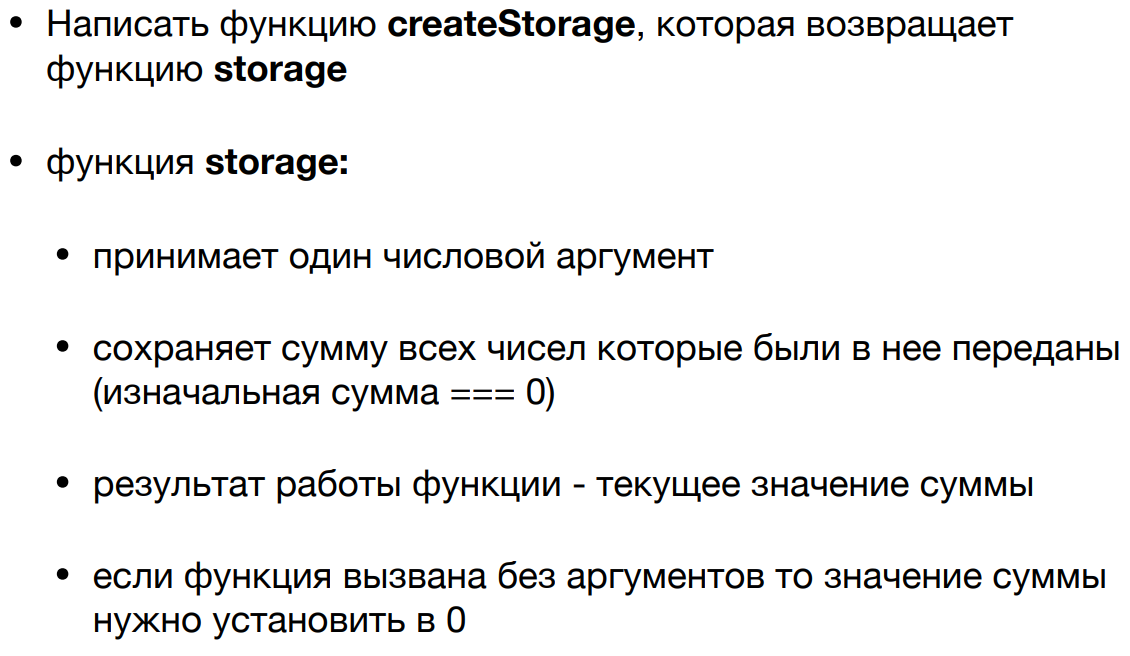 • Написать функцию createStorage, которая возвращает
функцию storage
• функция storage:
• принимает один числовой аргумент
• сохраняет сумму всех чисел которые были в нее переданы
(изначальная сумма === 0)
• результат работы функции - текущее значение суммы
• если функция вызвана без аргументов то значение суммы
нужно установить в 0